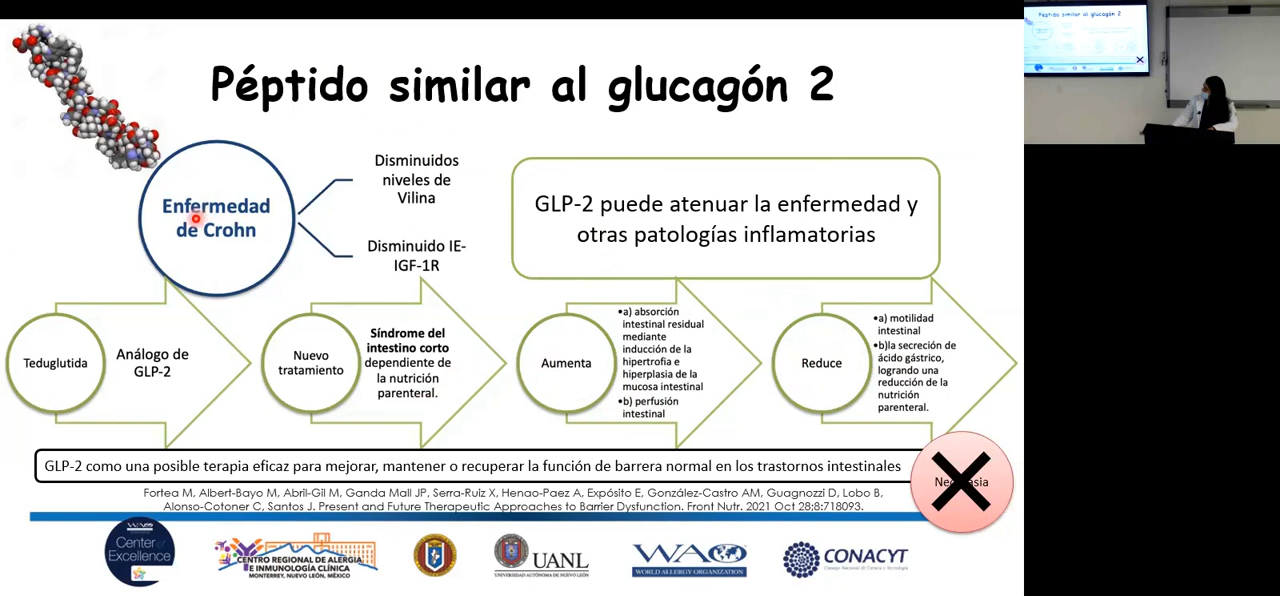 Péptido similar al glucagón 2
Enfermedad
de Crohn
Disminuidos
niveles de
Vilina
Disminuido IE-
IGF-1R
GLP-2 puede atenuar la enfermedad y
otras patologías inflamatorias
Teduglutida
Análogo de
GLP-2
Nuevo
tratamiento
Síndrome del
intestino corto
dependiente de
la nutrición
parenteral.
Aumenta
•a) absorción
intestinal residual
mediante
inducción de la
hipertrofia e
hiperplasia de la
mucosa intestinal
•b) perfusión
intestinal
Reduce
•a) motilidad
intestinal
•b)la secreción de
ácido gástrico,
logrando una
reducción de la
nutrición
parenteral.
GLP-2 como una posible terapia eficaz para mejorar, mantener o recuperar la función de barrera normal en los trastornos intestinales
Fortea M, Albert-Bayo M, Abril-Gil M, Ganda Mall JP, Serra-Ruiz X, Henao-Paez A, Expósito E, González-Castro AM, Guagnozzi D, Lobo B,
Alonso-Cotoner C, Santos J. Present and Future Therapeutic Approaches to Barrier Dysfunction. Front Nutr. 2021 Oct 28;8:718093.
WAO
Center of
Excellence
CENTRO REGIONAL DE ALERGIA
E INMUNOLOGÍA CLÍNICA
MONTERREY, NUEVO LEÓN, MÉXICO
UANL
UNIVERSIDAD AUTÓNOMA DE NUEVO LEÓN
WAO
WORLD ALLERGY ORGANIZATION
CONACYT
Consejo Nacional de Ciencia y Tecnología
Péptido similar al glucagón 2